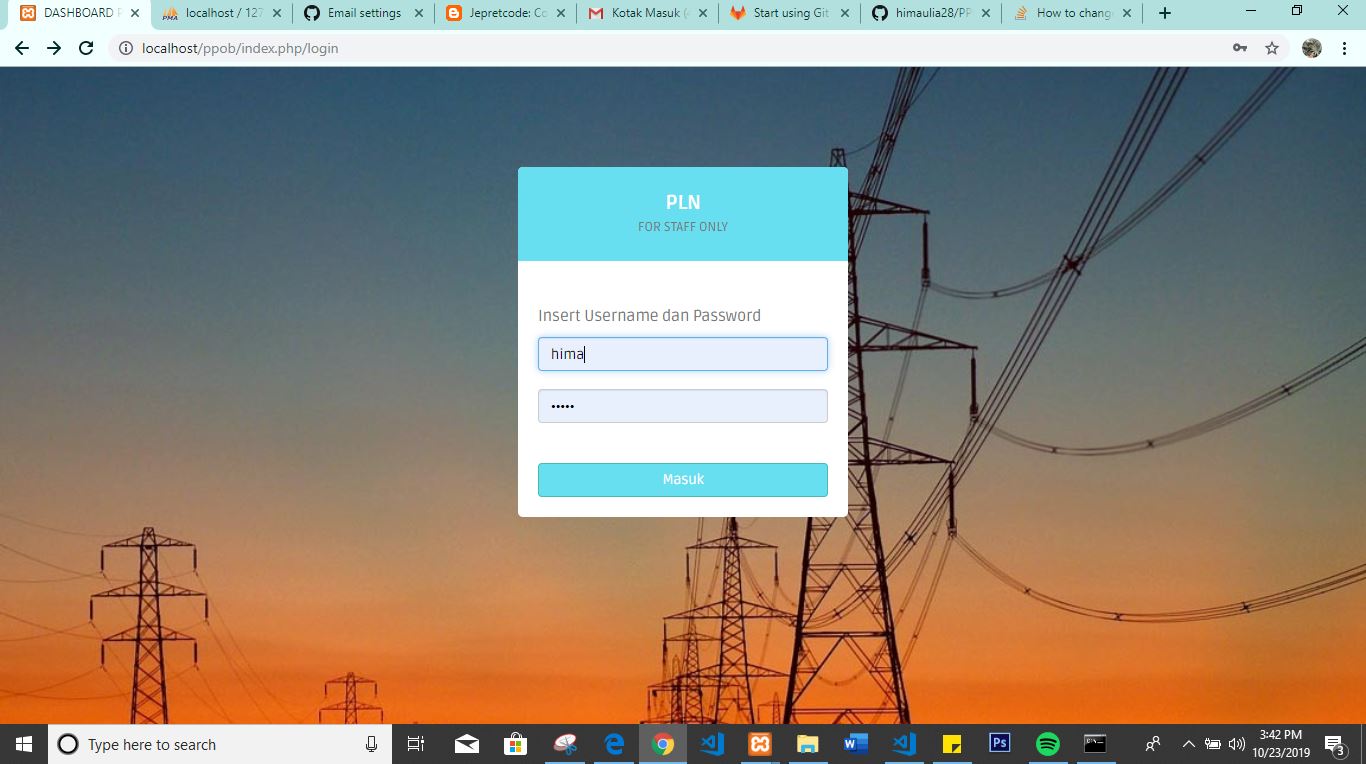 DASHBOARD P
localhost / 127
Email settings
Jepretcode: Co
Kotak Masuk (
Start using Git
himaulia28/PP
How to change
localhost/ppob/index.php/login
PLN
FOR STAFF ONLY
Insert Username dan Password
hima
•••••
Masuk
Type here to search
3:42 PM
10/23/2019
3